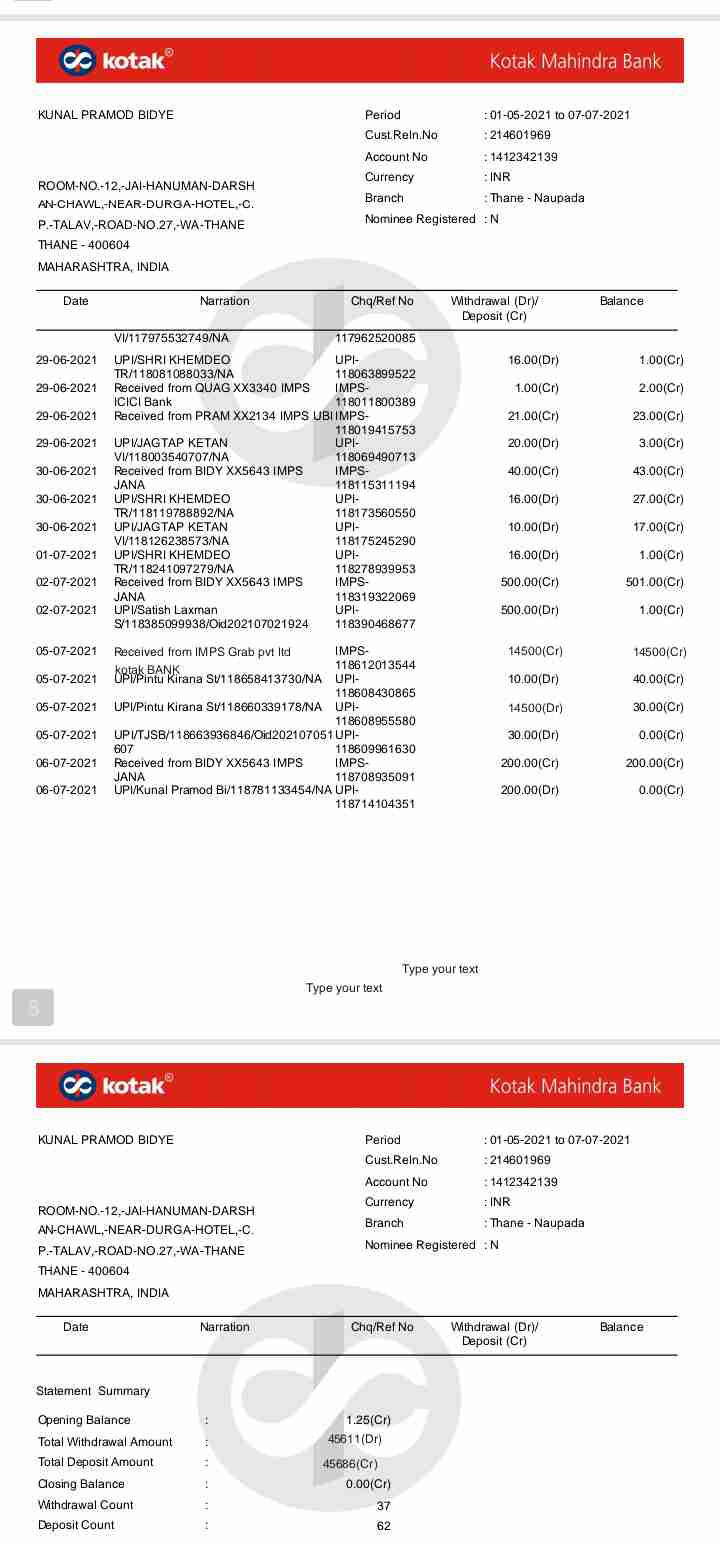 kotak®
Kotak Mahindra Bank
KUNAL PRAMOD BIDYE
Period : 01-05-2021 to 07-07-2021
Cust.Reln.No : 214601969
Account No : 1412342139
Currency : INR
Branch : Thane - Naupada
Nominee Registered : N
ROOM-NO.-12,-JAI-HANUMAN-DARSH
AN-CHAWL,-NEAR-DURGA-HOTEL,-C.
P.-TALAV,-ROAD-NO.27,-WA-THANE
THANE - 400604
MAHARASHTRA, INDIA
Date Narration Chq/Ref No Withdrawal (Dr)/ Balance
Deposit (Cr)
VI/117975532749/NA 117962520085
29-06-2021 UPI/SHRI KHEMDEO UPI- 16.00(Dr) 1.00(Cr)
TR/118081088033/NA 118063899522
29-06-2021 Received from QUAG XX3340 IMPS IMPS- 1.00(Cr) 2.00(Cr)
ICICI Bank 118011800389
29-06-2021 Received from PRAM XX2134 IMPS UBI IMPS- 21.00(Cr) 23.00(Cr)
118019415753
29-06-2021 UPI/JAGTAP KETAN UPI- 20.00(Dr) 3.00(Cr)
VI/118003540707/NA 118069490713
30-06-2021 Received from BIDY XX5643 IMPS IMPS- 40.00(Cr) 43.00(Cr)
JANA 118115311194
30-06-2021 UPI/SHRI KHEMDEO UPI- 16.00(Dr) 27.00(Cr)
TR/118119788892/NA 118173560550
30-06-2021 UPI/JAGTAP KETAN UPI- 10.00(Dr) 17.00(Cr)
VI/118126238573/NA 118175245290
01-07-2021 UPI/SHRI KHEMDEO UPI- 16.00(Dr) 1.00(Cr)
TR/118241097279/NA 118278939953
02-07-2021 Received from BIDY XX5643 IMPS IMPS- 500.00(Cr) 501.00(Cr)
JANA 118319322069
02-07-2021 UPI/Satish Laxman UPI- 500.00(Dr) 1.00(Cr)
S/118385099938/Oid202107021924 118390468677
05-07-2021 Received from IMPS Grab pvt ltd IMPS- 14500(Cr) 14500(Cr)
kotak BANK 118612013544
05-07-2021 UPI/Pintu Kirana St/118658413730/NA UPI- 10.00(Dr) 40.00(Cr)
118608430865
05-07-2021 UPI/Pintu Kirana St/118660339178/NA UPI- 14500(Dr) 30.00(Cr)
118608955580
05-07-2021 UPI/TJSB/118663936846/Oid202107051 UPI- 30.00(Dr) 0.00(Cr)
607 118609961630
06-07-2021 Received from BIDY XX5643 IMPS IMPS- 200.00(Cr) 200.00(Cr)
JANA 118708935091
06-07-2021 UPI/Kunal Pramod Bi/118781133454/NA UPI- 200.00(Dr) 0.00(Cr)
118714104351
Type your text
Type your text
5
kotak®
Kotak Mahindra Bank
KUNAL PRAMOD BIDYE
Period : 01-05-2021 to 07-07-2021
Cust.Reln.No : 214601969
Account No : 1412342139
Currency : INR
Branch : Thane - Naupada
Nominee Registered : N
ROOM-NO.-12,-JAI-HANUMAN-DARSH
AN-CHAWL,-NEAR-DURGA-HOTEL,-C.
P.-TALAV,-ROAD-NO.27,-WA-THANE
THANE - 400604
MAHARASHTRA, INDIA
Date Narration Chq/Ref No Withdrawal (Dr)/ Balance
Deposit (Cr)
Statement Summary
Opening Balance : 1.25(Cr)
Total Withdrawal Amount : 45611(Dr)
Total Deposit Amount : 45686(Cr)
Closing Balance : 0.00(Cr)
Withdrawal Count : 37
Deposit Count : 62